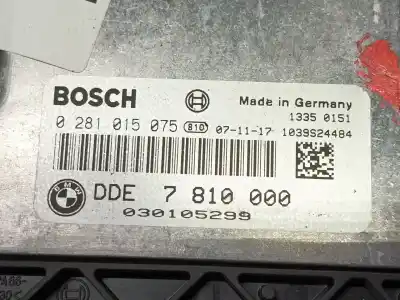 BOSCH
Made in Germany
1335 0151
0 281 015 075 810 07-11-17 1039S24484
BMW
DDE 7 810 000
030105299